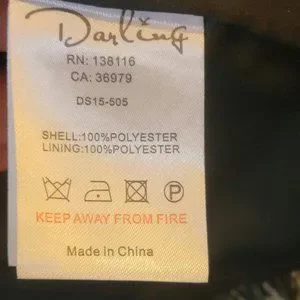 Darling
RN: 138116
CA: 36979
DS15-505
SHELL:100%POLYESTER
LINING:100%POLYESTER
P
KEEP AWAY FROM FIRE
Made in China